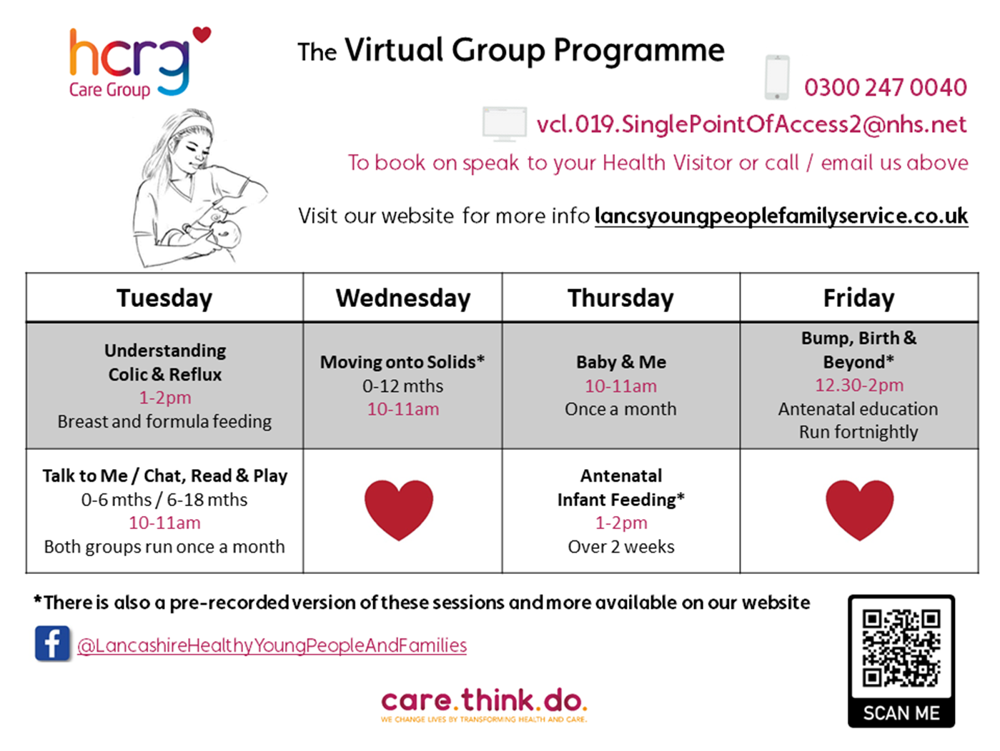 hcrg
Care Group
The Virtual Group Programme
0300 247 0040
vcl.019.SinglePointOfAccess2@nhs.net
To book on speak to your Health Visitor or call / email us above
Visit our website for more info lancsyoungpeoplefamilyservice.co.uk
Tuesday
Wednesday
Thursday
Friday
Understanding
Colic & Reflux
1-2pm
Breast and formula feeding
Moving onto Solids*
0-12 mths
10-11am
Baby & Me
10-11am
Once a month
Bump, Birth &
Beyond*
12.30-2pm
Antenatal education
Run fortnightly
Talk to Me / Chat, Read & Play
0-6 mths / 6-18 mths
10-11am
Both groups run once a month
Antenatal
Infant Feeding*
1-2pm
Over 2 weeks
*There is also a pre-recorded version of these sessions and more available on our website
@LancashireHealthyYoungPeopleAndFamilies
care.think.do.
WE CHANGE LIVES BY TRANSFORMING HEALTH AND CARE.
SCAN ME